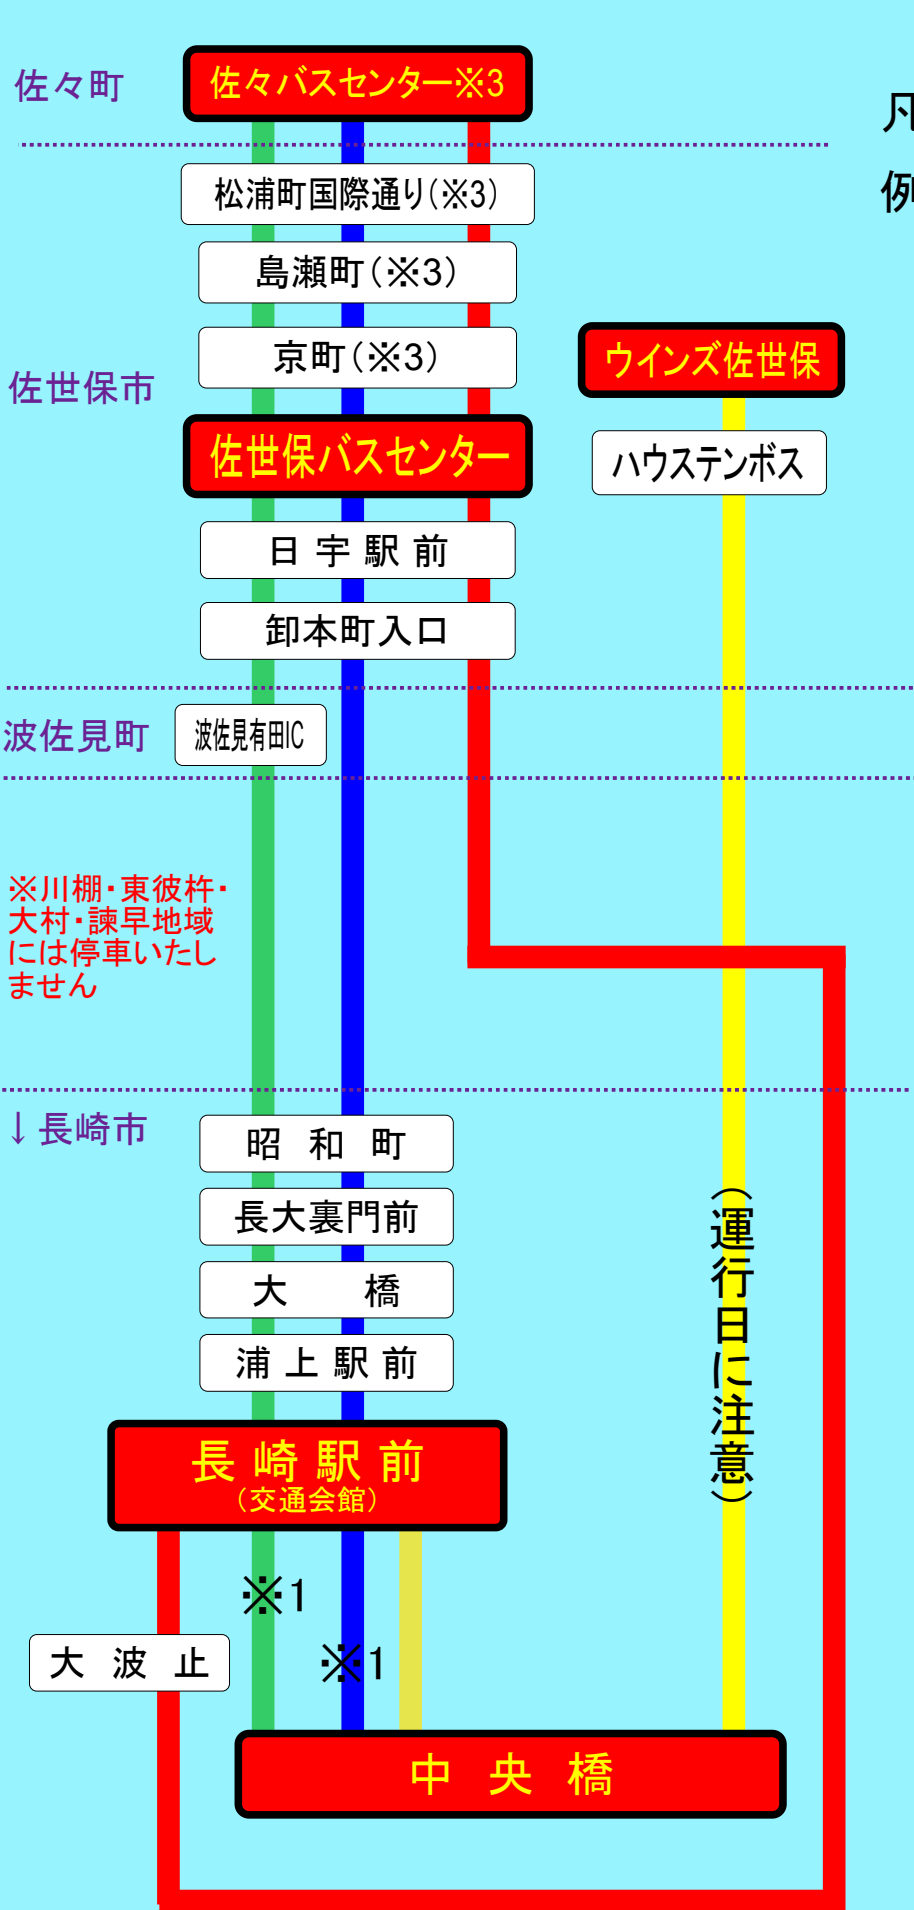 佐々町
佐々バスセンター※3
凡
例
松浦町国際通り(※3)
島瀬町(※3)
京町(※3)
ウインズ佐世保
佐世保市
佐世保バスセンター
ハウステンボス
日宇駅前
卸本町入口
波佐見町
波佐見有田IC
※川棚・東彼杵・
大村・諫早地域
には停車いたし
ません
↓長崎市
昭和町
長大裏門前
大橋
浦上駅前
(運行日に注意)
長崎駅前
(交通会館)
※1
大波止
※1
中央橋